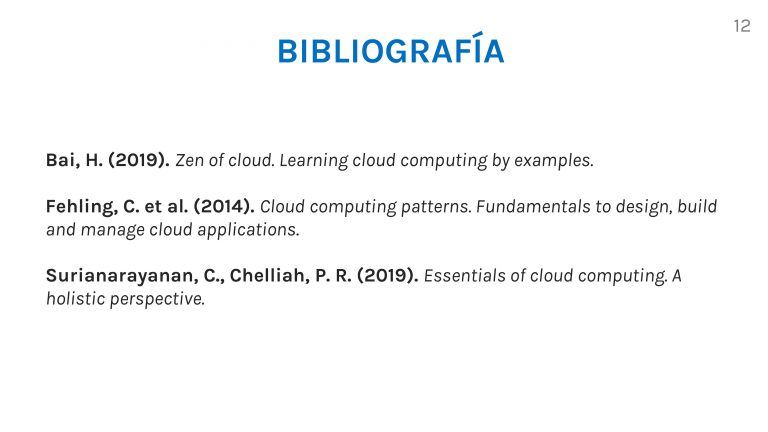 12
BIBLIOGRAFÍA
Bai, H. (2019). Zen of cloud. Learning cloud computing by examples.
Fehling, C. et al. (2014). Cloud computing patterns. Fundamentals to design, build
and manage cloud applications.
Surianarayanan, C., Chelliah, P. R. (2019). Essentials of cloud computing. A
holistic perspective.